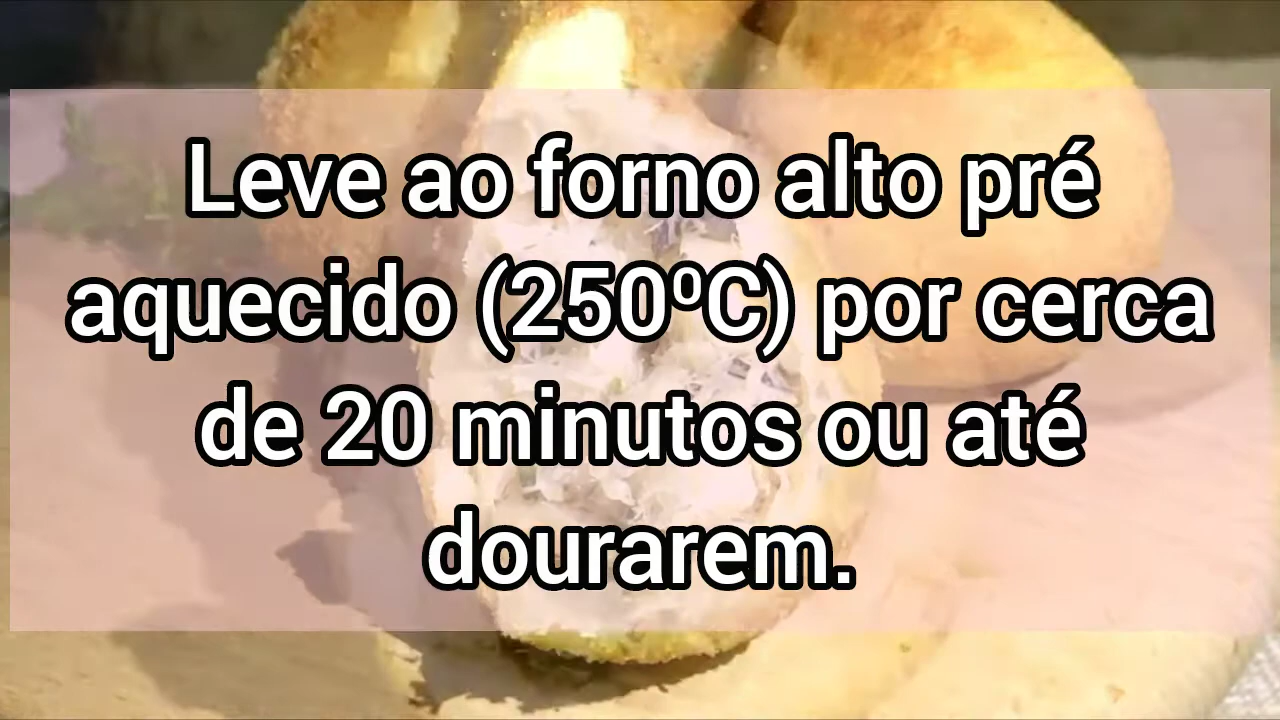 Leve ao forno alto pré
aquecido (250ºC) por cerca
de 20 minutos ou até
dourarem.